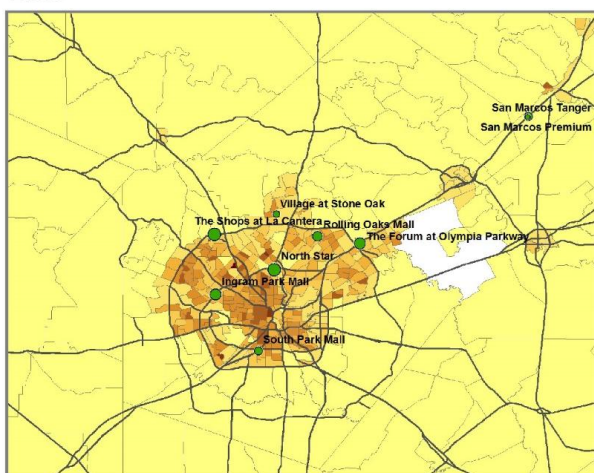 San Marcos Tanger
San Marcos Premium
Village at Stone Oak
The Shops at La Cantera
Rolling Oaks Mall
The Forum at Olympia Parkway
North Star
Ingram Park Mall
South Park Mall